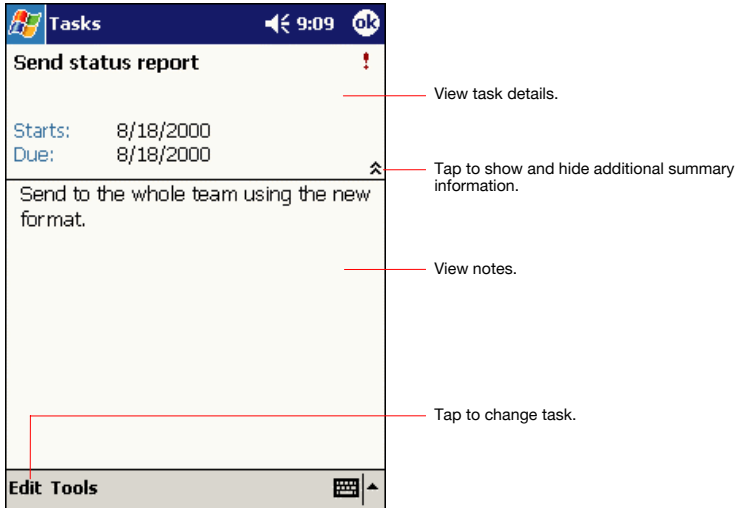 Tasks 9:09 ok
Send status report !
View task details.
Starts: 8/18/2000
Due: 8/18/2000
Tap to show and hide additional summary
information.
Send to the whole team using the new
format.
View notes.
Tap to change task.
Edit Tools